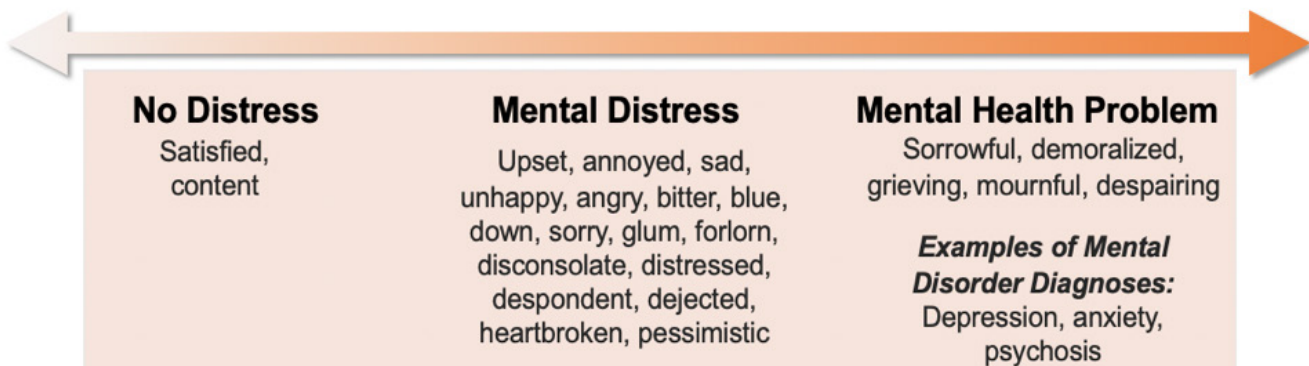 No Distress
Satisfied,
content
Mental Distress
Upset, annoyed, sad,
unhappy, angry, bitter, blue,
down, sorry, glum, forlorn,
disconsolate, distressed,
despondent, dejected,
heartbroken, pessimistic
Mental Health Problem
Sorrowful, demoralized,
grieving, mournful, despairing
Examples of Mental
Disorder Diagnoses:
Depression, anxiety,
psychosis